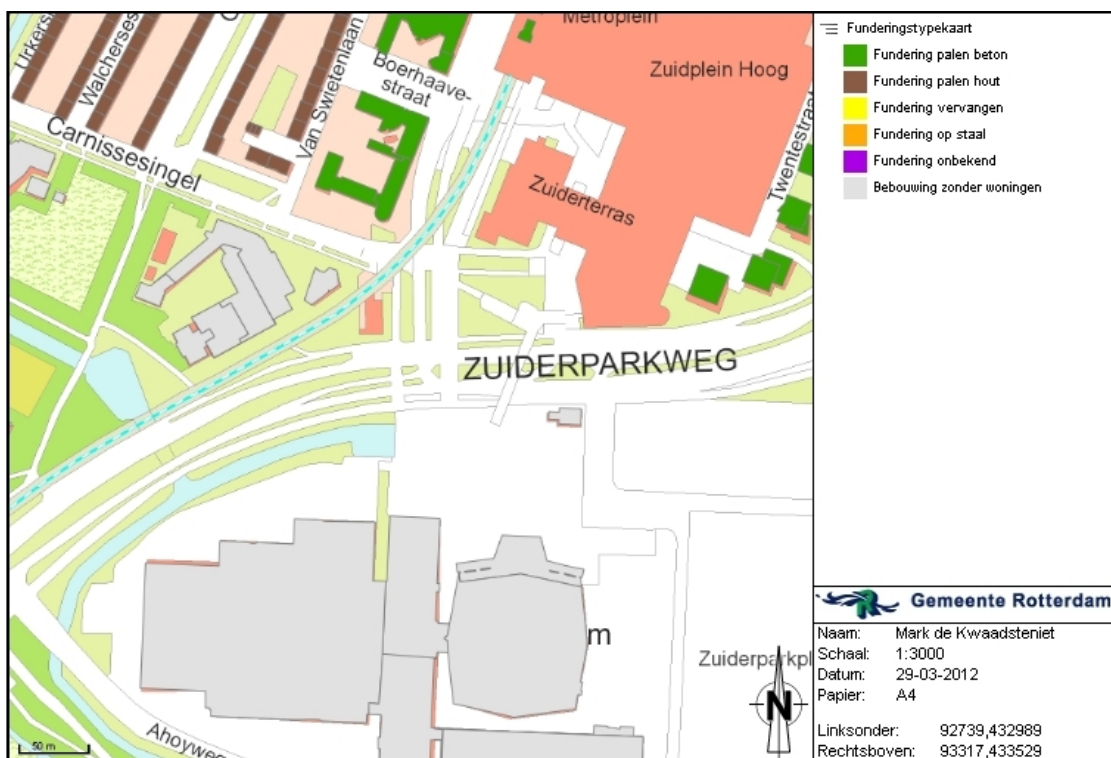 Metroplein
Zuidplein Hoog
Urkers
Walcherses
Van Swietenlaan
Boerhaave-
straat
Carnissesingel
Zuiderterras
Twentestraat
ZUIDERPARKWEG
m
Zuiderparkpl
Ahoyweg
50 m
N
Funderingstypekaart
Fundering palen beton
Fundering palen hout
Fundering vervangen
Fundering op staal
Fundering onbekend
Bebouwing zonder woningen
Gemeente Rotterdam
Naam: Mark de Kwaadsteniet
Schaal: 1:3000
Datum: 29-03-2012
Papier: A4
Linksonder: 92739,432989
Rechtsboven: 93317,433529